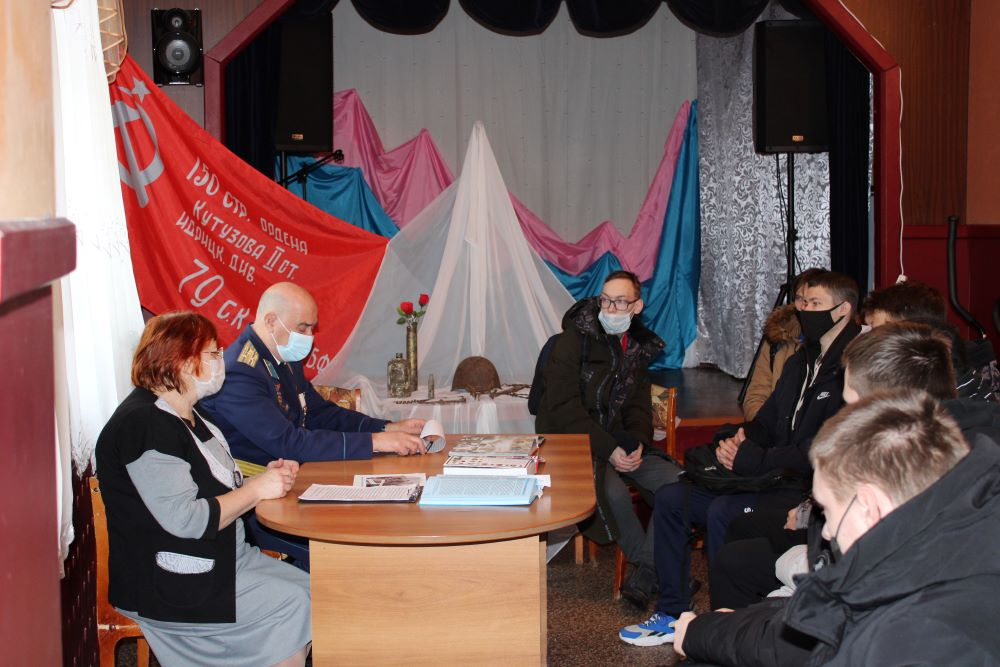 150 СТР. ОРДЕНА
КУТУЗОВА II СТ.
ИДРИЦК. ДИВ.
79 С.К.
Б.Ф